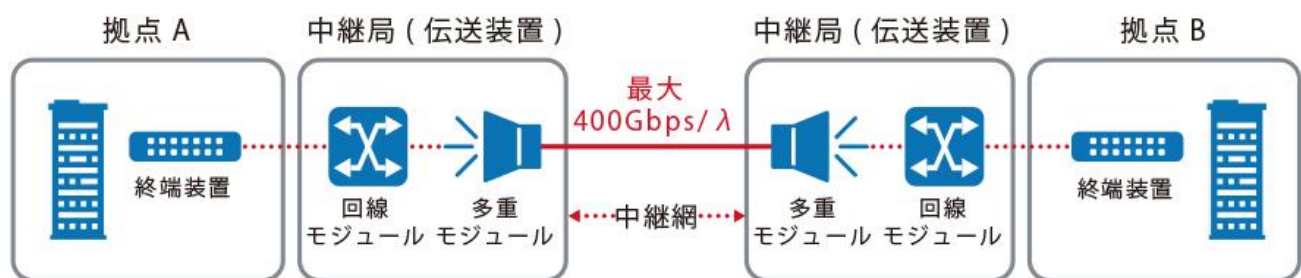 拠点 A
中継局 ( 伝送装置 )
中継局 ( 伝送装置 )
拠点 B
最大
400Gbps/ λ
終端装置
回線
モジュール
多重
モジュール
中継網
多重
モジュール
回線
モジュール
終端装置